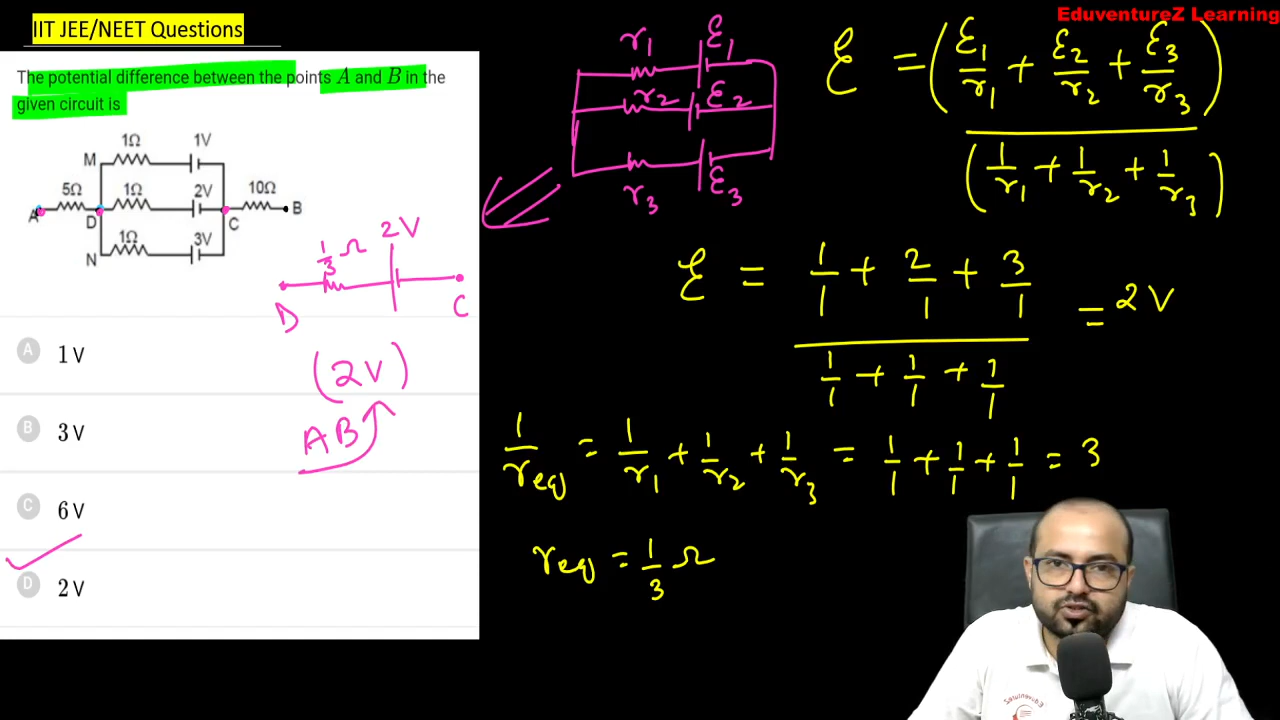 EduventureZ Learning
IIT JEE/NEET Questions
The potential difference between the points A and B in the
given circuit is
1Ω 1V
M
5Ω 1Ω 2V 10Ω
A D C B
1Ω 3V
N
1/3 Ω 2V
D C
(2V)
AB
A 1 V
B 3 V
C 6 V
D 2 V
r1 ε1
r2 ε2
r3 ε3
ε = (ε1/r1 + ε2/r2 + ε3/r3) / (1/r1 + 1/r2 + 1/r3)
ε = (1/1 + 2/1 + 3/1) / (1/1 + 1/1 + 1/1) = 2V
1/req = 1/r1 + 1/r2 + 1/r3 = 1/1 + 1/1 + 1/1 = 3
req = 1/3 Ω